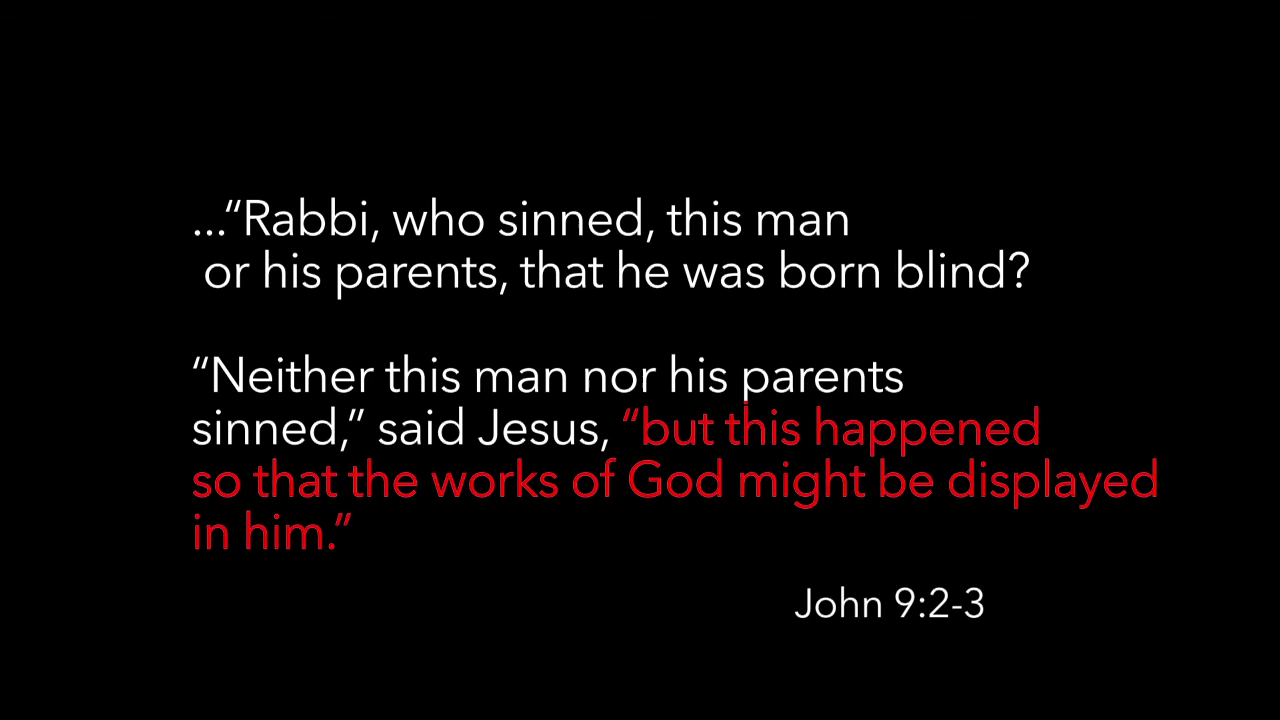 ...“Rabbi, who sinned, this man
or his parents, that he was born blind?
“Neither this man nor his parents
sinned,” said Jesus, “but this happened
so that the works of God might be displayed
in him.”
John 9:2-3